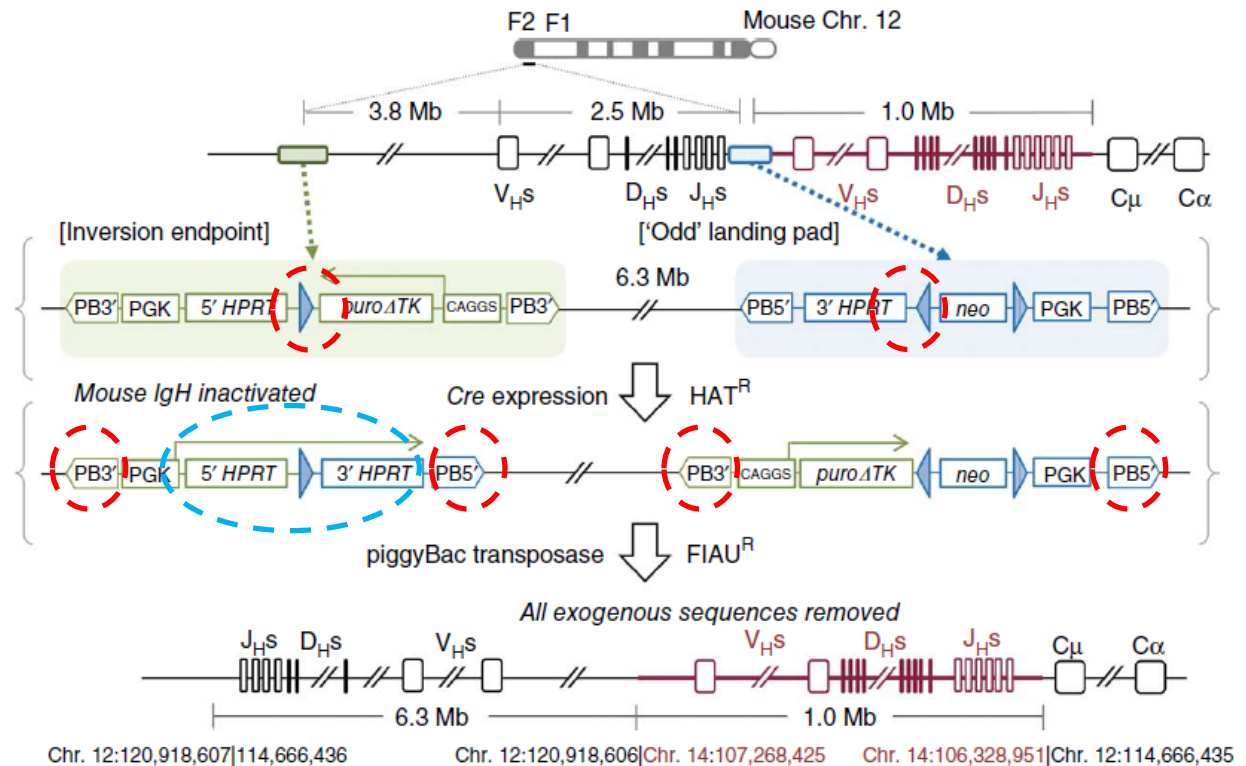 F2 F1 Mouse Chr. 12
3.8 Mb 2.5 Mb 1.0 Mb
VHs DHs JHs VHs DHs JHs Cμ Cα
[Inversion endpoint] ['Odd' landing pad]
6.3 Mb
PB3′ PGK 5′ HPRT puroΔTK CAGGS PB3′ PB5′ 3′ HPRT neo PGK PB5′
Mouse IgH inactivated Cre expression HATR
PB3′ PGK 5′ HPRT 3′ HPRT PB5′ PB3′ CAGGS puroΔTK neo PGK PB5′
piggyBac transposase FIAUR
All exogenous sequences removed
JHs DHs VHs VHs DHs JHs Cμ Cα
6.3 Mb 1.0 Mb
Chr. 12:120,918,607|114,666,436 Chr. 12:120,918,606|Chr. 14:107,268,425 Chr. 14:106,328,951|Chr. 12:114,666,435